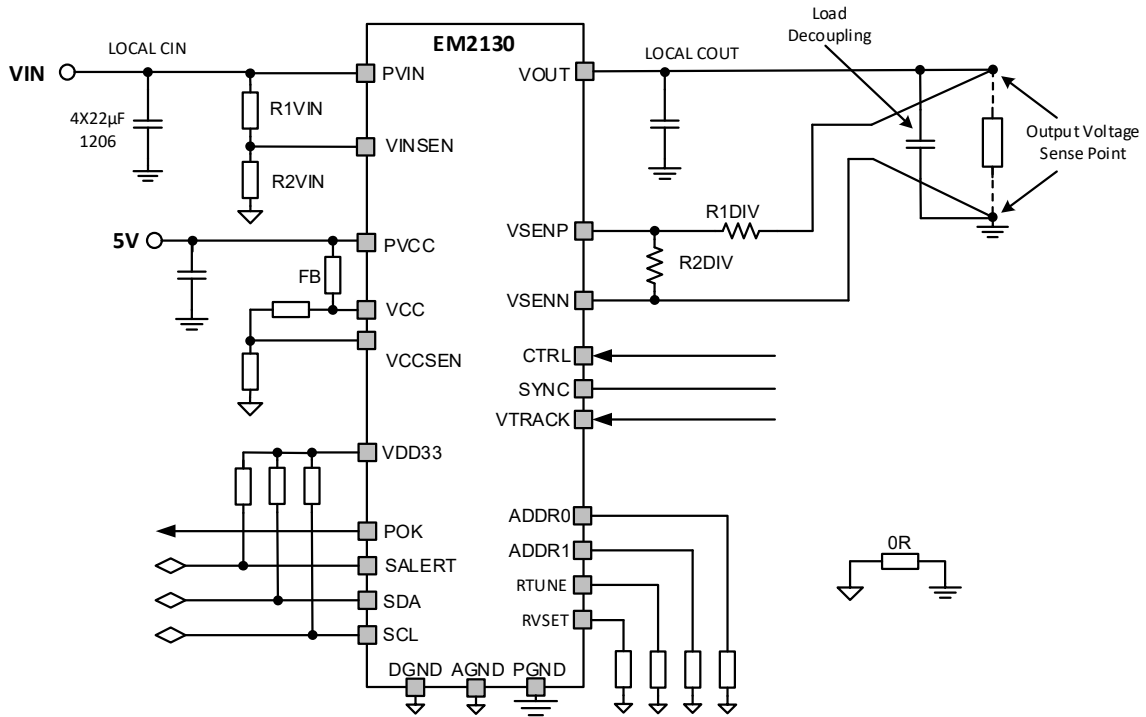 EM2130
LOCAL CIN
VIN
PVIN
R1VIN
4X22µF
1206
VINSEN
R2VIN
5V
PVCC
FB
VCC
VCCSEN
VDD33
POK
SALERT
SDA
SCL
DGND
AGND
PGND
VOUT
LOCAL COUT
Load
Decoupling
Output Voltage
Sense Point
VSENP
R1DIV
R2DIV
VSENN
CTRL
SYNC
VTRACK
ADDR0
ADDR1
RTUNE
RVSET
0R